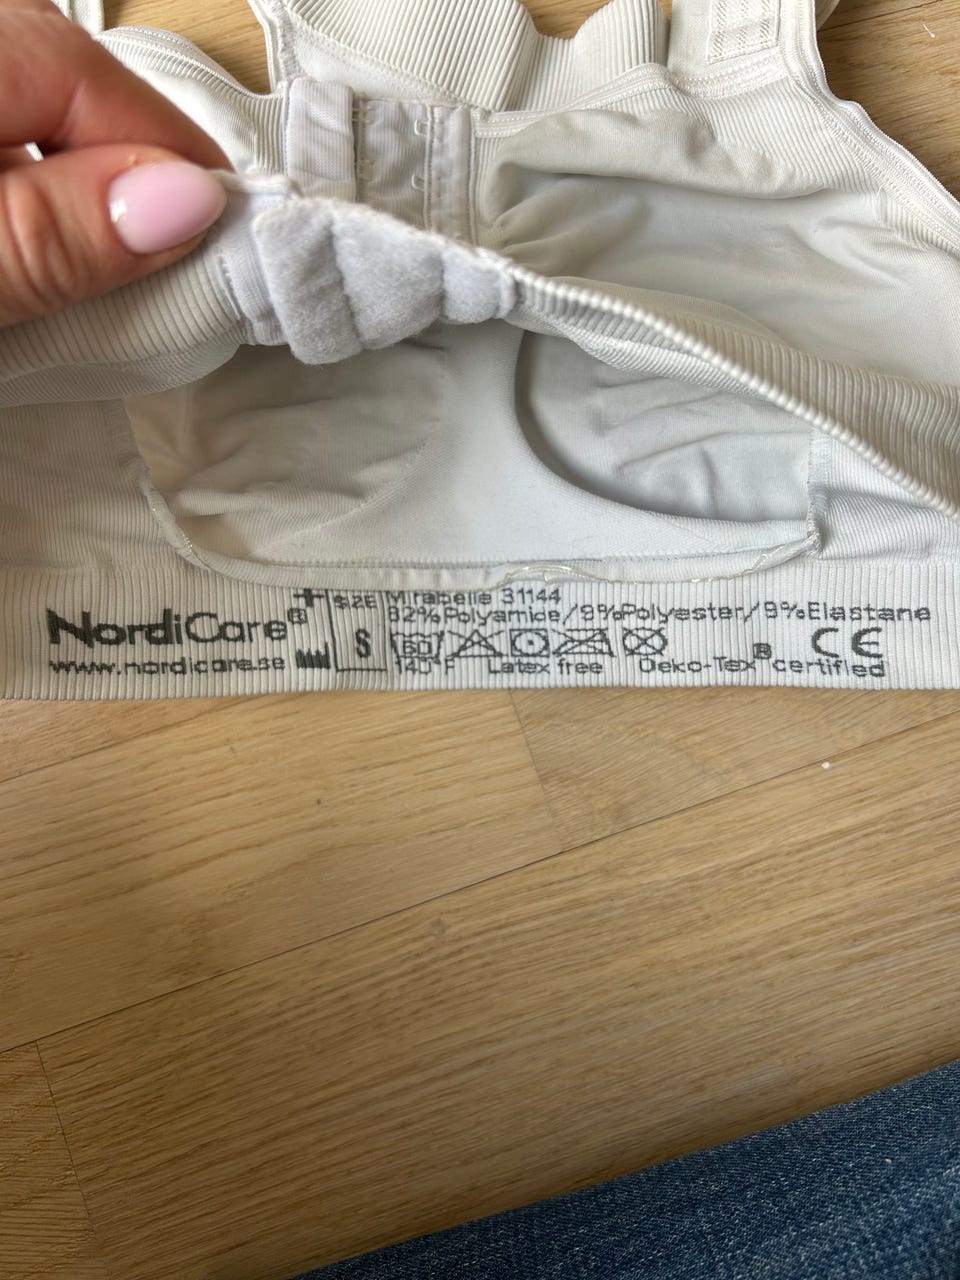 NordiCare®
www.nordicare.se
SIZE
S
Mirabelle 31144
82% Polyamide/9%Polyester/9%Elastane
60
140°F Latex free Oeko-Tex® certified
CE